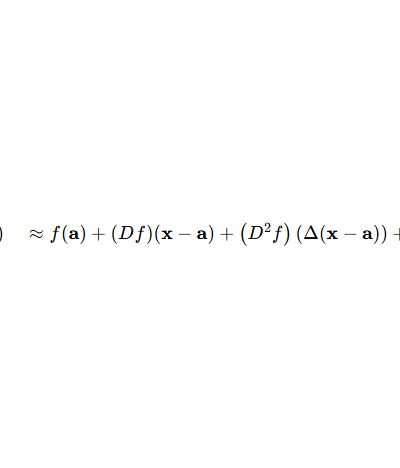 ) ≈ f(𝐚) + (Df)(𝐱 − 𝐚) + (D²f) (Δ(𝐱 − 𝐚)) +